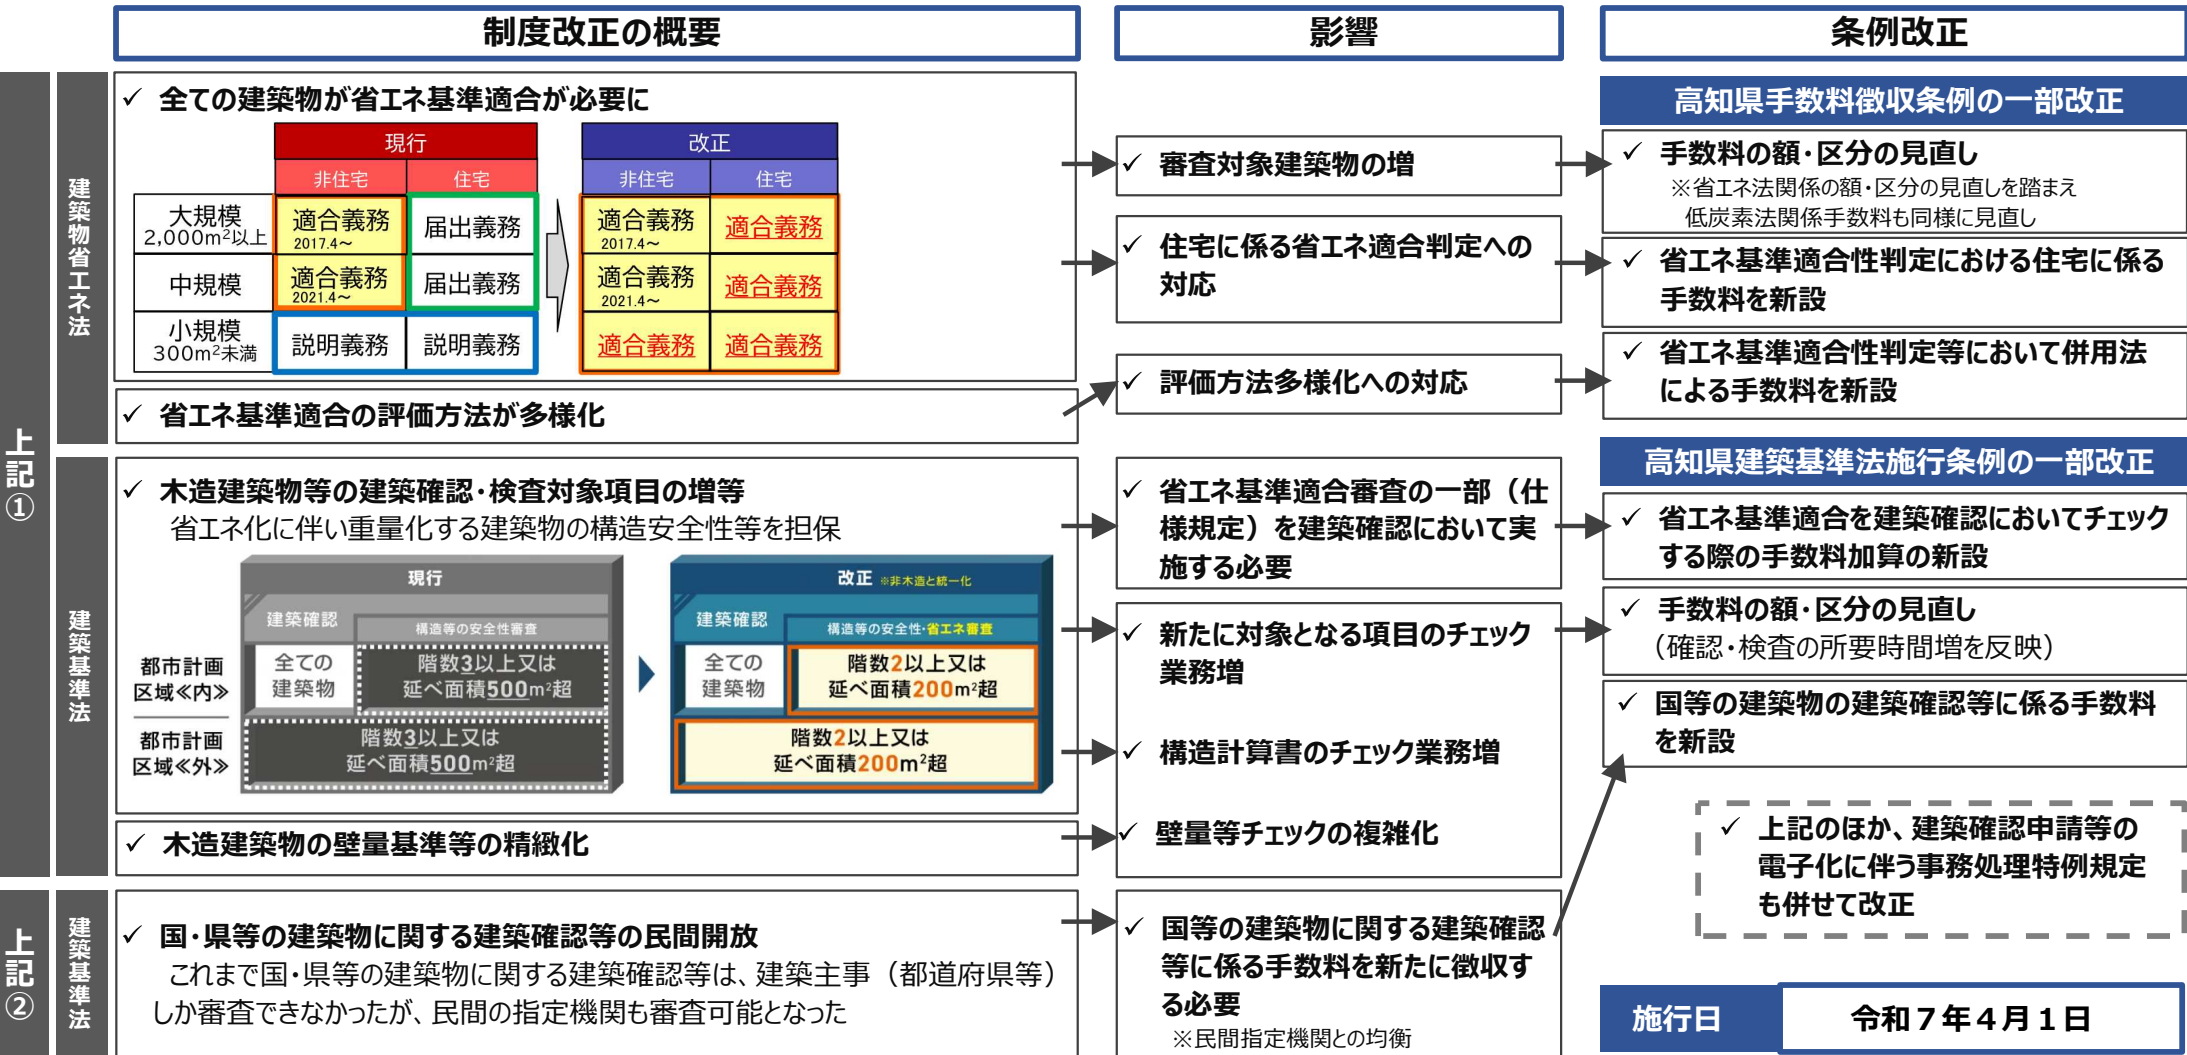 制度改正の概要
影響
条例改正
上記①
建築物省エネ法
✓ 全ての建築物が省エネ基準適合が必要に
現行
改正
非住宅
住宅
非住宅
住宅
大規模
2,000m²以上
適合義務
2017.4～
届出義務
適合義務
2017.4～
適合義務
中規模
適合義務
2021.4～
届出義務
適合義務
2021.4～
適合義務
小規模
300m²未満
説明義務
説明義務
適合義務
適合義務
✓ 省エネ基準適合の評価方法が多様化
✓ 審査対象建築物の増
✓ 住宅に係る省エネ適合判定への
対応
✓ 評価方法多様化への対応
高知県手数料徴収条例の一部改正
✓ 手数料の額・区分の見直し
※省エネ法関係の額・区分の見直しを踏まえ
低炭素法関係手数料も同様に見直し
✓ 省エネ基準適合性判定における住宅に係る
手数料を新設
✓ 省エネ基準適合性判定等において併用法
による手数料を新設
建築基準法
✓ 木造建築物等の建築確認・検査対象項目の増等
省エネ化に伴い重量化する建築物の構造安全性等を担保
現行
建築確認
構造等の安全性審査
都市計画
区域≪内≫
全ての
建築物
階数3以上又は
延べ面積500m²超
都市計画
区域≪外≫
階数3以上又は
延べ面積500m²超
改正 ※非木造と統一化
建築確認
構造等の安全性・省エネ審査
全ての
建築物
階数2以上又は
延べ面積200m²超
階数2以上又は
延べ面積200m²超
✓ 木造建築物の壁量基準等の精緻化
✓ 省エネ基準適合審査の一部（仕
様規定）を建築確認において実
施する必要
✓ 新たに対象となる項目のチェック
業務増
✓ 構造計算書のチェック業務増
✓ 壁量等チェックの複雑化
高知県建築基準法施行条例の一部改正
✓ 省エネ基準適合を建築確認においてチェック
する際の手数料加算の新設
✓ 手数料の額・区分の見直し
（確認・検査の所要時間増を反映）
✓ 国等の建築物の建築確認等に係る手数料
を新設
✓ 上記のほか、建築確認申請等の
電子化に伴う事務処理特例規定
も併せて改正
上記②
建築基準法
✓ 国・県等の建築物に関する建築確認等の民間開放
これまで国・県等の建築物に関する建築確認等は、建築主事（都道府県等）
しか審査できなかったが、民間の指定機関も審査可能となった
✓ 国等の建築物に関する建築確認
等に係る手数料を新たに徴収す
る必要
※民間指定機関との均衡
施行日
令和７年４月１日